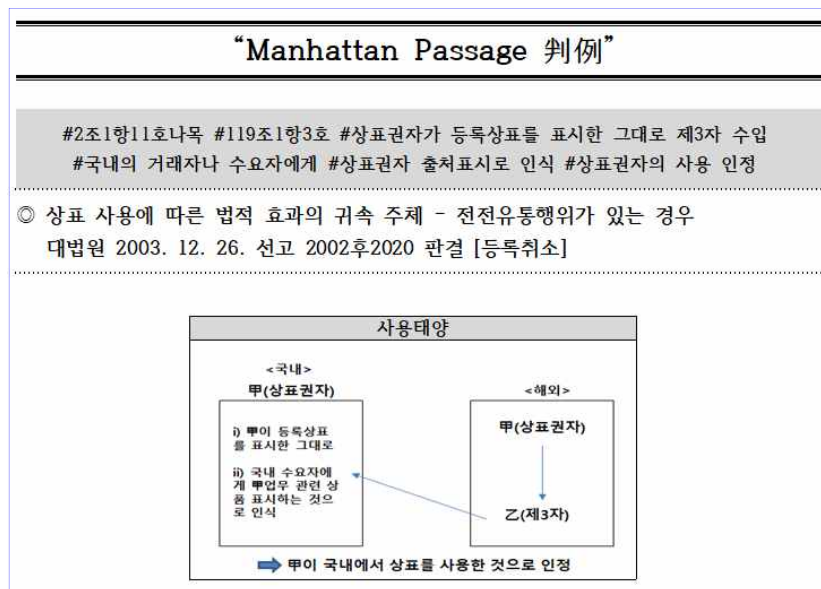 “Manhattan Passage 判例”
#2조1항11호나목 #119조1항3호 #상표권자가 등록상표를 표시한 그대로 제3자 수입
#국내의 거래자나 수요자에게 #상표권자 출처표시로 인식 #상표권자의 사용 인정
◎ 상표 사용에 따른 법적 효과의 귀속 주체 - 전전유통행위가 있는 경우
대법원 2003. 12. 26. 선고 2002후2020 판결 [등록취소]
사용태양
<국내>
甲(상표권자)
i) 甲이 등록상표
를 표시한 그대로
ii) 국내 수요자에
게 甲업무 관련 상
품 표시하는 것으
로 인식
<해외>
甲(상표권자)
乙(제3자)
甲이 국내에서 상표를 사용한 것으로 인정